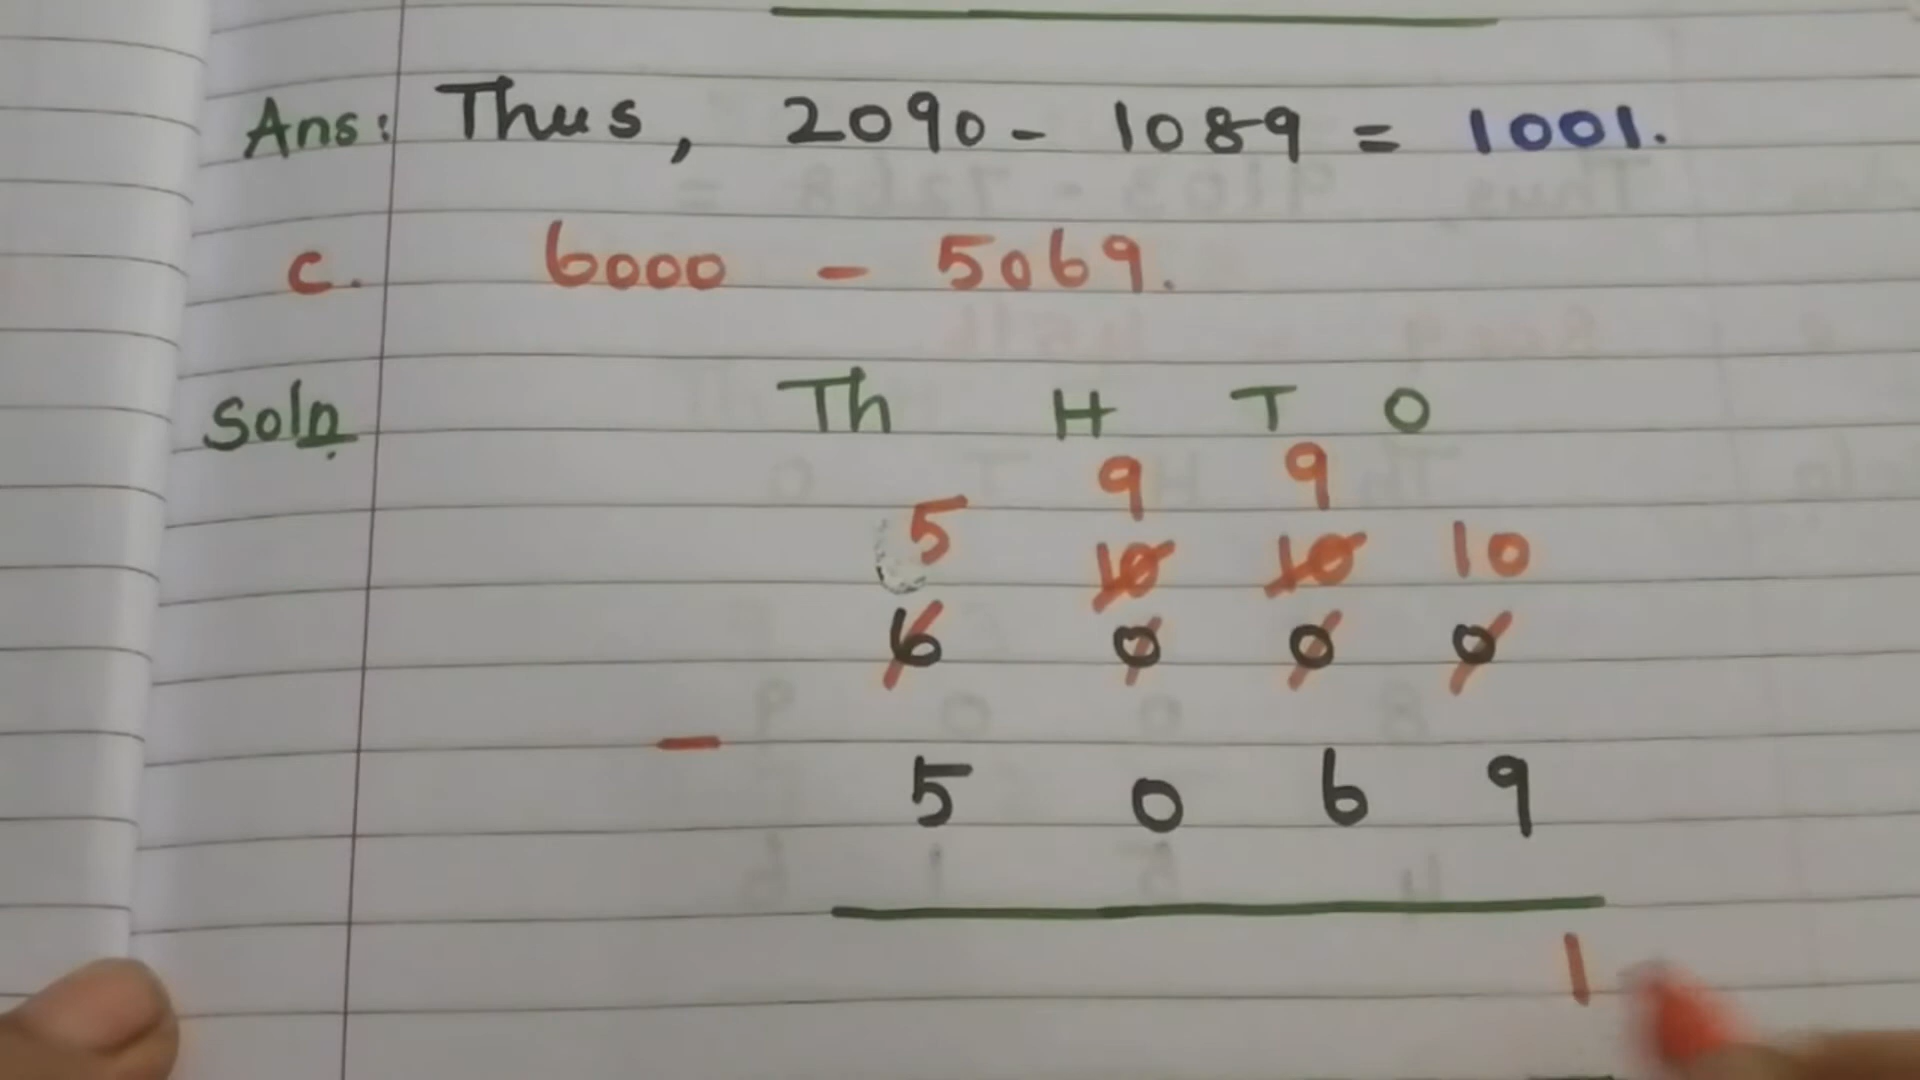 Ans: Thus, 2090 - 1089 = 1001.
c. 6000 - 5069.
Soln Th H T O
9 9
5 10 10 10
6 0 0 0
- 5 0 6 9
1